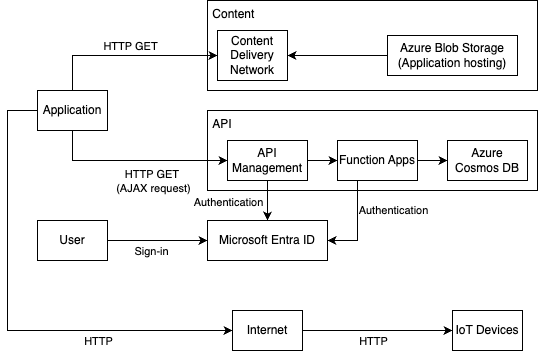 Content
HTTP GET
Content
Delivery
Network
Azure Blob Storage
(Application hosting)
Application
API
HTTP GET
(AJAX request)
API
Management
Function Apps
Azure
Cosmos DB
Authentication
Authentication
User
Sign-in
Microsoft Entra ID
HTTP
Internet
HTTP
IoT Devices